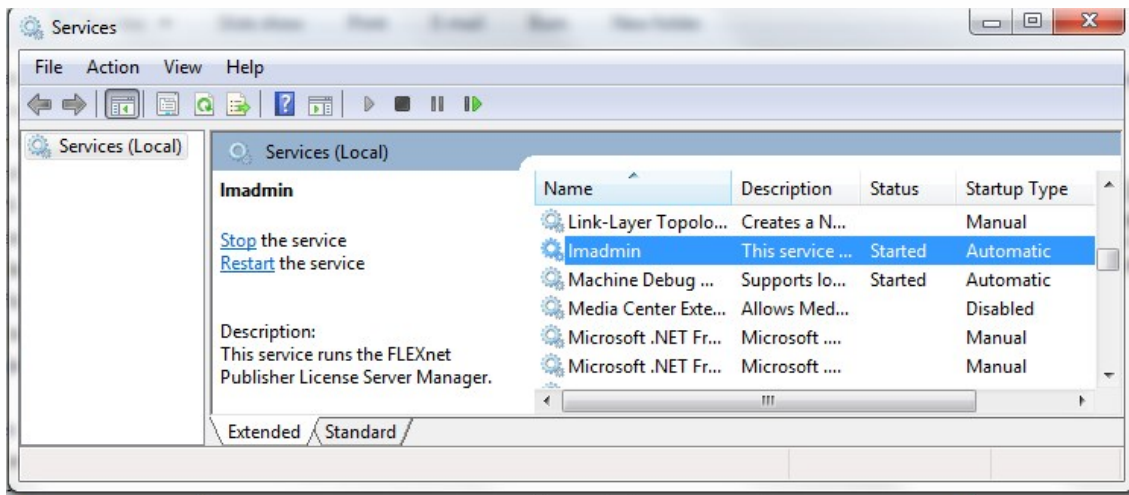 Services
File Action View Help
Services (Local)
Services (Local)
lmadmin
Stop the service
Restart the service
Description:
This service runs the FLEXnet
Publisher License Server Manager.
Name Description Status Startup Type
Link-Layer Topolo... Creates a N... Manual
lmadmin This service ... Started Automatic
Machine Debug ... Supports lo... Started Automatic
Media Center Exte... Allows Med... Disabled
Microsoft .NET Fr... Microsoft .... Manual
Microsoft .NET Fr... Microsoft .... Manual
Extended Standard